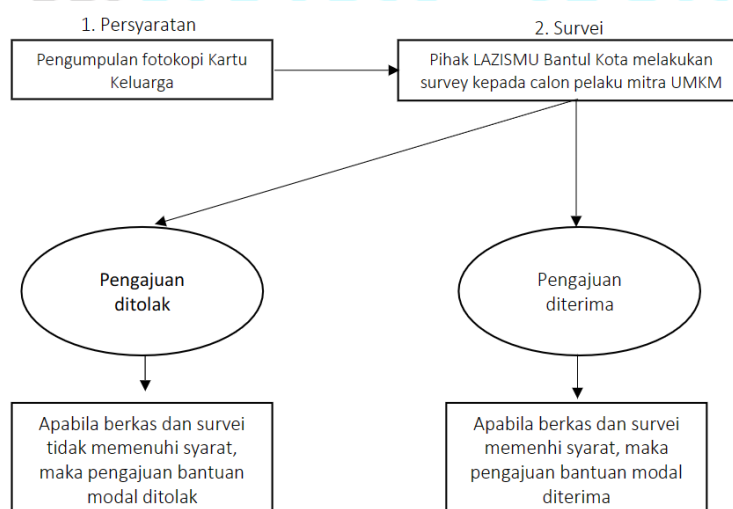 1. Persyaratan
Pengumpulan fotokopi Kartu
Keluarga
2. Survei
Pihak LAZISMU Bantul Kota melakukan
survey kepada calon pelaku mitra UMKM
Pengajuan
ditolak
Pengajuan
diterima
Apabila berkas dan survei
tidak memenuhi syarat,
maka pengajuan bantuan
modal ditolak
Apabila berkas dan survei
memenhi syarat, maka
pengajuan bantuan modal
diterima